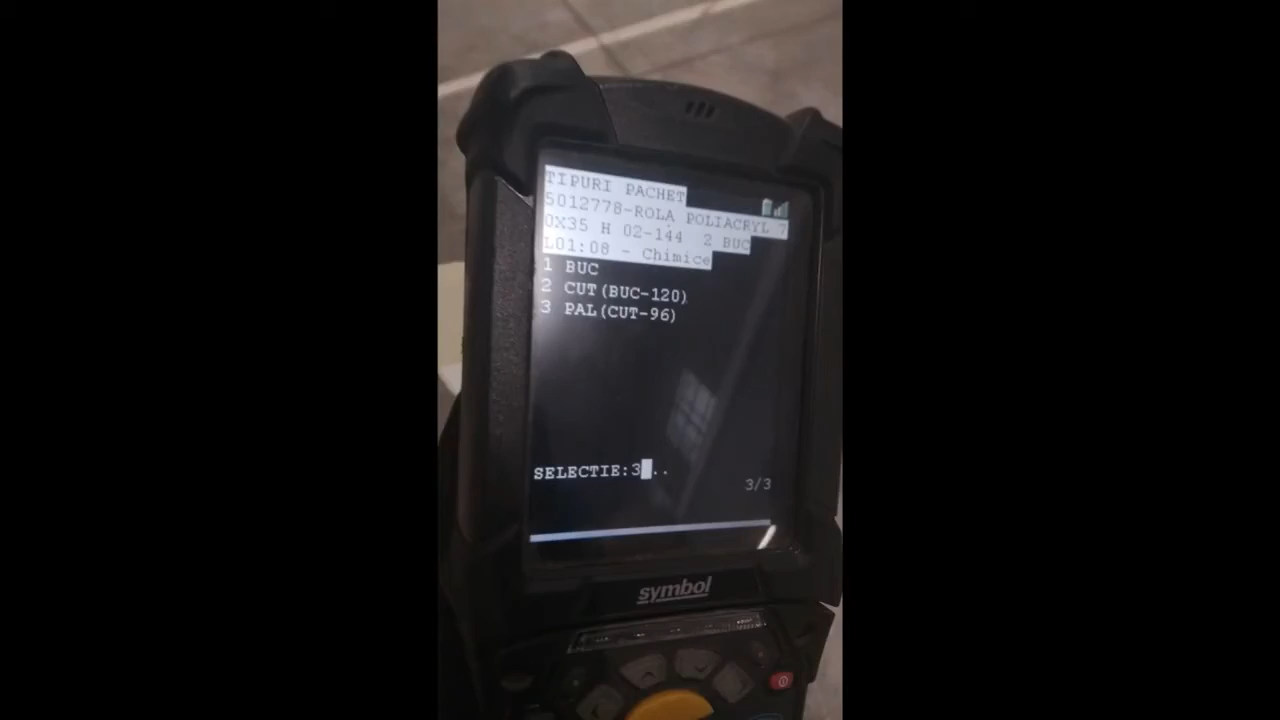 TIPURI PACHET
5012778-ROLA POLIACRYL 7
0X35 H 02-144 2 BUC
L01:08 - Chimice
1 BUC
2 CUT(BUC-120)
3 PAL(CUT-96)
SELECTIE:3..
3/3
symbol